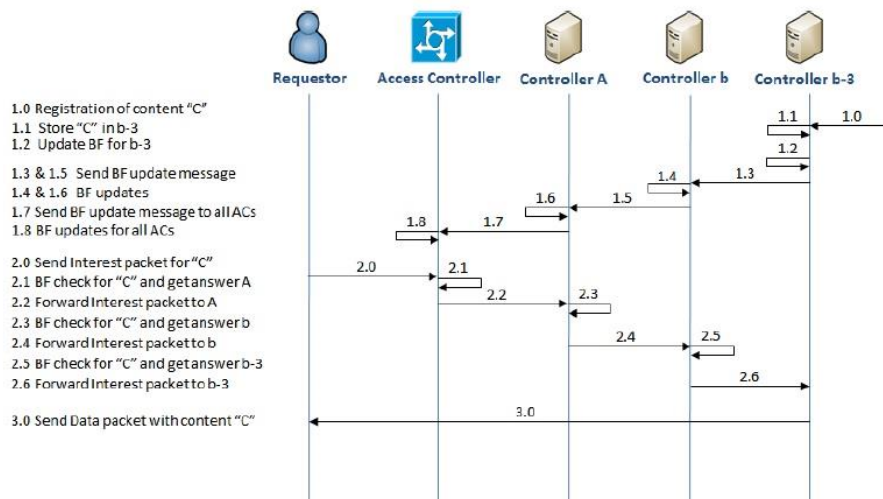 Requestor
Access Controller
Controller A
Controller b
Controller b-3
1.0 Registration of content "C"
1.1 Store "C" in b-3
1.2 Update BF for b-3
1.3 & 1.5 Send BF update message
1.4 & 1.6 BF updates
1.7 Send BF update message to all ACs
1.8 BF updates for all ACs
2.0 Send Interest packet for "C"
2.1 BF check for "C" and get answer A
2.2 Forward Interest packet to A
2.3 BF check for "C" and get answer b
2.4 Forward Interest packet to b
2.5 BF check for "C" and get answer b-3
2.6 Forward Interest packet to b-3
3.0 Send Data packet with content "C"
1.1
1.0
1.2
1.4
1.3
1.6
1.5
1.8
1.7
2.0
2.1
2.2
2.3
2.4
2.5
2.6
3.0